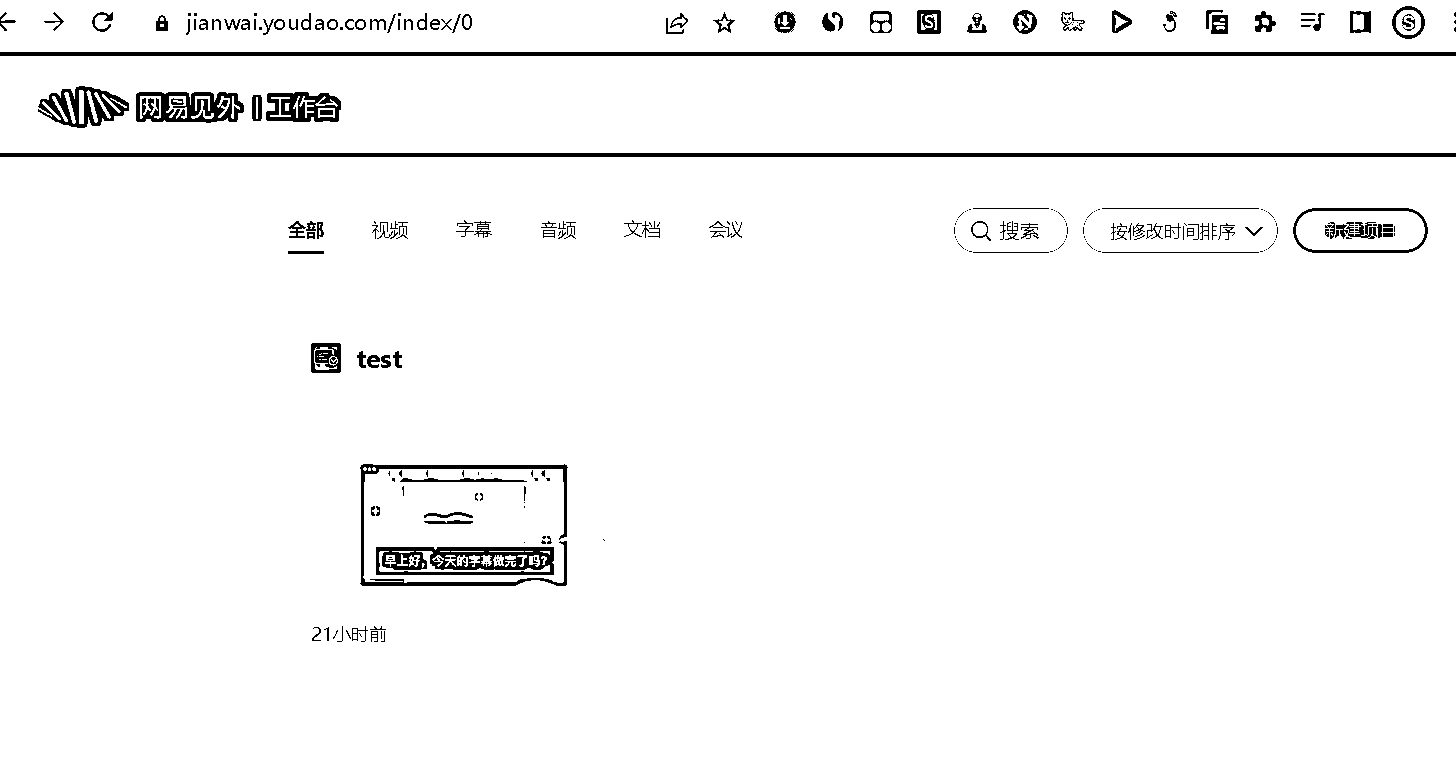 jianwai.youdao.com/index/0
网易见外 | 工作台
全部 视频 字幕 音频 文档 会议 搜索 按修改时间排序 新建项目
test
早上好, 今天的字幕做完了吗?
21小时前